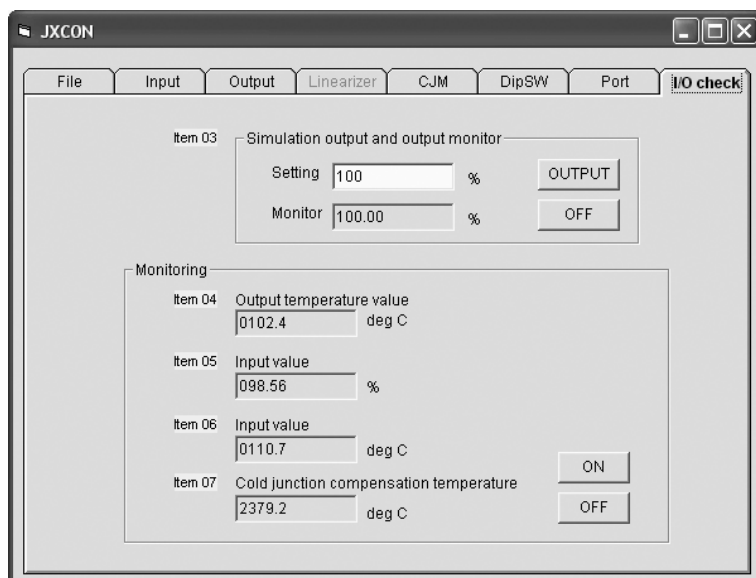 JXCON
File Input Output Linearizer CJM DipSW Port I/O check
Item 03 Simulation output and output monitor
Setting 100 % OUTPUT
Monitor 100.00 % OFF
Monitoring
Item 04 Output temperature value
0102.4 deg C
Item 05 Input value
098.56 %
Item 06 Input value
0110.7 deg C
ON
Item 07 Cold junction compensation temperature
2379.2 deg C OFF